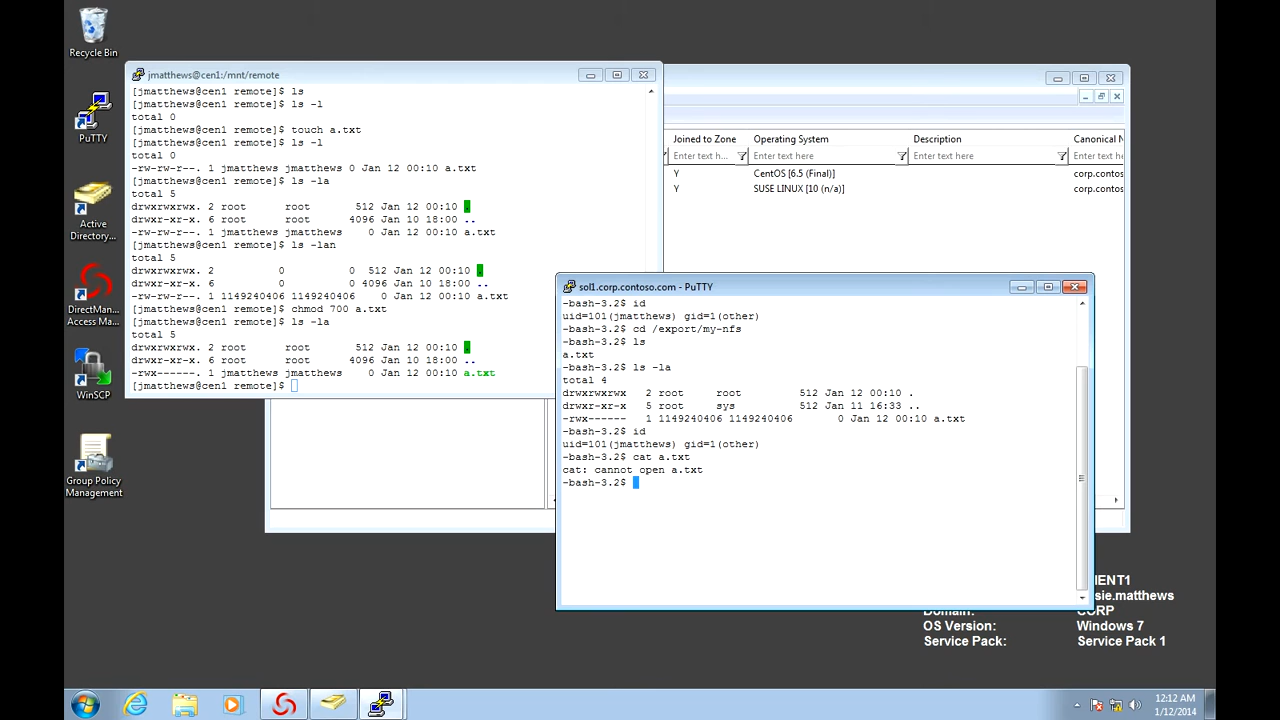 Recycle Bin
PuTTY
Active
Directory...
DirectMan...
Access Ma...
WinSCP
Group Policy
Management
jmatthews@cen1:/mnt/remote
[jmatthews@cen1 remote]$ ls
[jmatthews@cen1 remote]$ ls -l
total 0
[jmatthews@cen1 remote]$ touch a.txt
[jmatthews@cen1 remote]$ ls -l
total 0
-rw-rw-r--. 1 jmatthews jmatthews 0 Jan 12 00:10 a.txt
[jmatthews@cen1 remote]$ ls -la
total 5
drwxrwxrwx. 2 root root 512 Jan 12 00:10 .
drwxr-xr-x. 6 root root 4096 Jan 10 18:00 ..
-rw-rw-r--. 1 jmatthews jmatthews 0 Jan 12 00:10 a.txt
[jmatthews@cen1 remote]$ ls -lan
total 5
drwxrwxrwx. 2 0 0 512 Jan 12 00:10 .
drwxr-xr-x. 6 0 0 4096 Jan 10 18:00 ..
-rw-rw-r--. 1 1149240406 1149240406 0 Jan 12 00:10 a.txt
[jmatthews@cen1 remote]$ chmod 700 a.txt
[jmatthews@cen1 remote]$ ls -la
total 5
drwxrwxrwx. 2 root root 512 Jan 12 00:10 .
drwxr-xr-x. 6 root root 4096 Jan 10 18:00 ..
-rwx------. 1 jmatthews jmatthews 0 Jan 12 00:10 a.txt
[jmatthews@cen1 remote]$
Joined to Zone Operating System Description Canonical N
Enter text h... Enter text here Enter text here Enter text here
Y CentOS [6.5 (Final)] corp.contos
Y SUSE LINUX [10 (n/a)] corp.contos
sol1.corp.contoso.com - PuTTY
-bash-3.2$ id
uid=101(jmatthews) gid=1(other)
-bash-3.2$ cd /export/my-nfs
-bash-3.2$ ls
a.txt
-bash-3.2$ ls -la
total 4
drwxrwxrwx 2 root root 512 Jan 12 00:10 .
drwxr-xr-x 5 root sys 512 Jan 11 16:33 ..
-rwx------ 1 1149240406 1149240406 0 Jan 12 00:10 a.txt
-bash-3.2$ id
uid=101(jmatthews) gid=1(other)
-bash-3.2$ cat a.txt
cat: cannot open a.txt
-bash-3.2$
IENT1
sie.matthews
Domain: CORP
OS Version: Windows 7
Service Pack: Service Pack 1
12:12 AM
1/12/2014